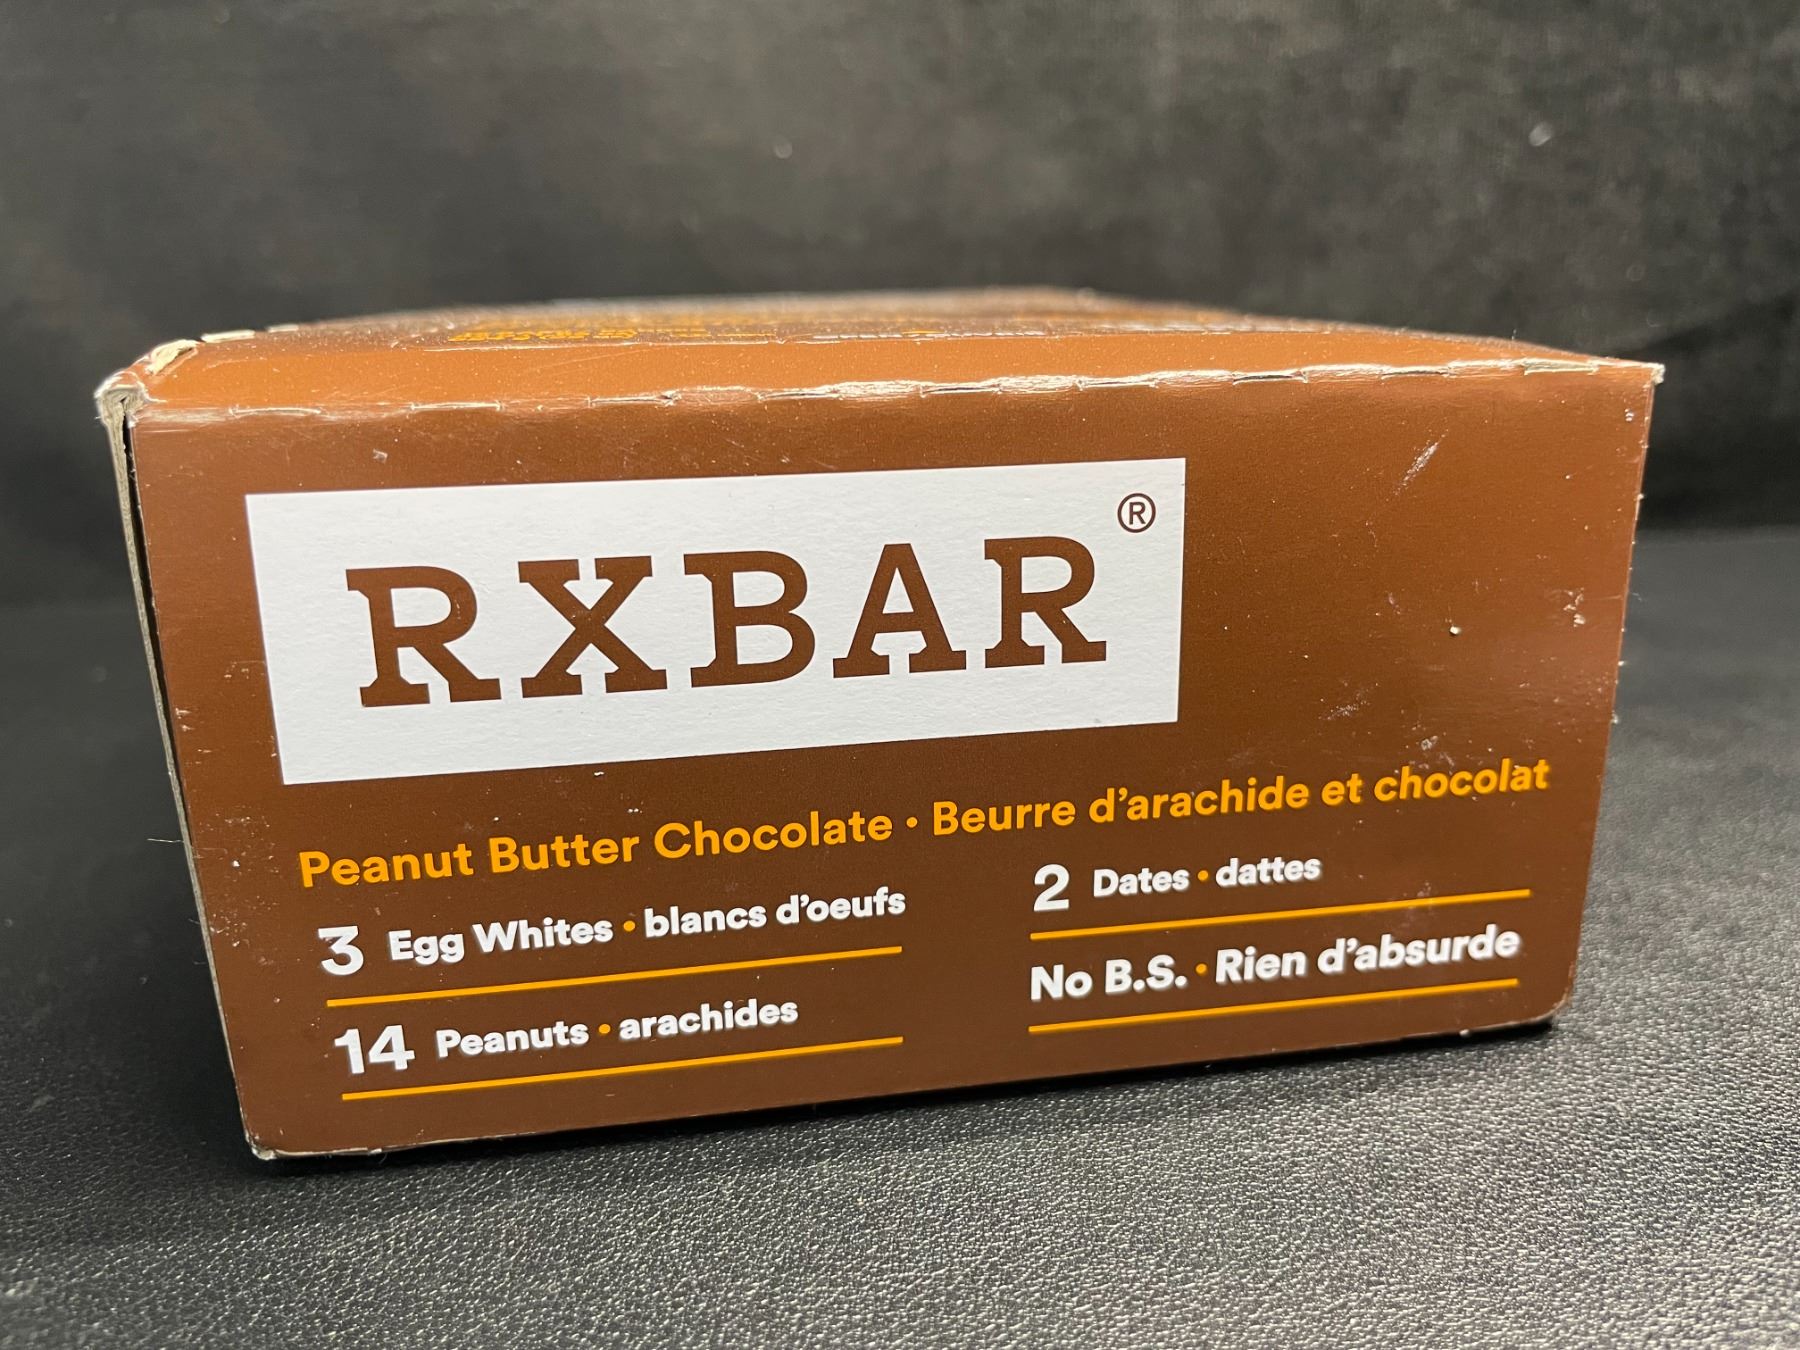 RXBAR®
Peanut Butter Chocolate • Beurre d'arachide et chocolat
3 Egg Whites • blancs d'oeufs
14 Peanuts • arachides
2 Dates • dattes
No B.S. • Rien d'absurde